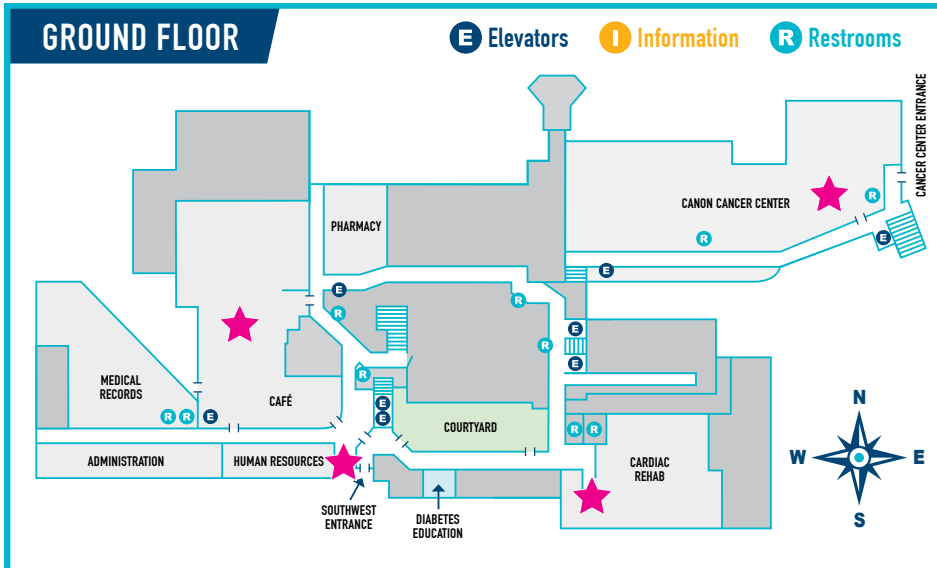 GROUND FLOOR
E Elevators
I Information
R Restrooms
CANCER CENTER ENTRANCE
CANON CANCER CENTER
R
R
E
PHARMACY
E
E
R
R
E
R
E
R
E
MEDICAL
RECORDS
CAFÉ
R R E
E
E
COURTYARD
R R
ADMINISTRATION
HUMAN RESOURCES
CARDIAC
REHAB
SOUTHWEST
ENTRANCE
DIABETES
EDUCATION
N
W E
S